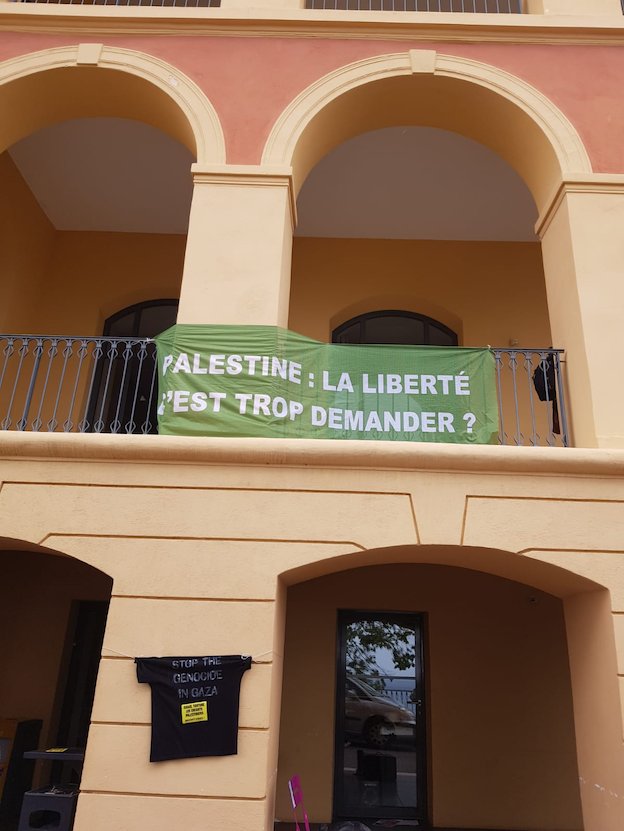 PALESTINE : LA LIBERTÉ
C'EST TROP DEMANDER ?
STOP THE
GENOCIDE
IN GAZA